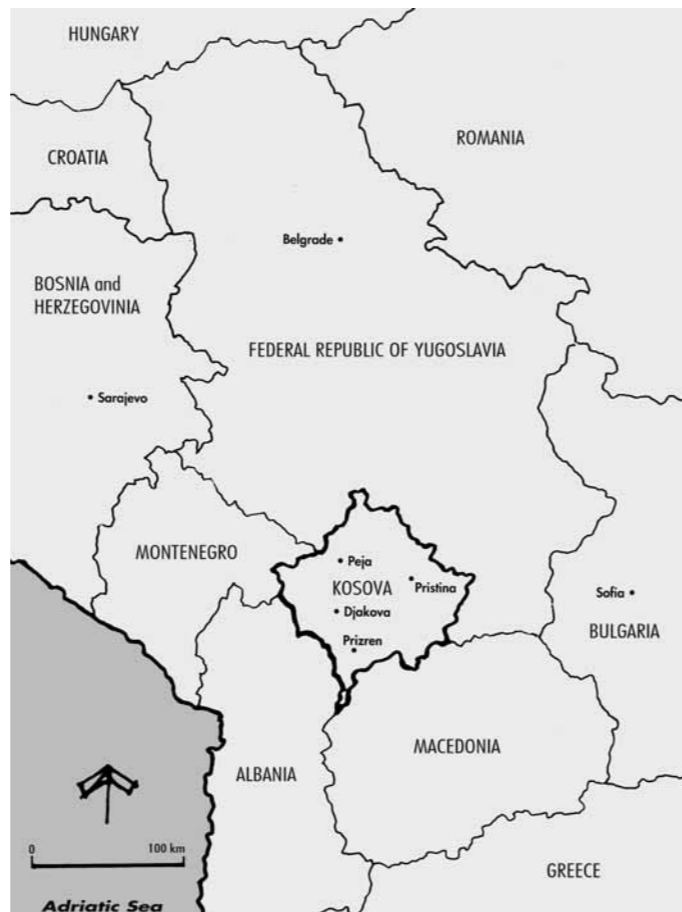 HUNGARY
ROMANIA
CROATIA
Belgrade
BOSNIA and
HERZEGOVINIA
FEDERAL REPUBLIC OF YUGOSLAVIA
Sarajevo
MONTENEGRO
Peja
KOSOVA
Pristina
Djakova
Prizren
Sofia
BULGARIA
MACEDONIA
ALBANIA
0 100 km
GREECE
Adriatic Sea